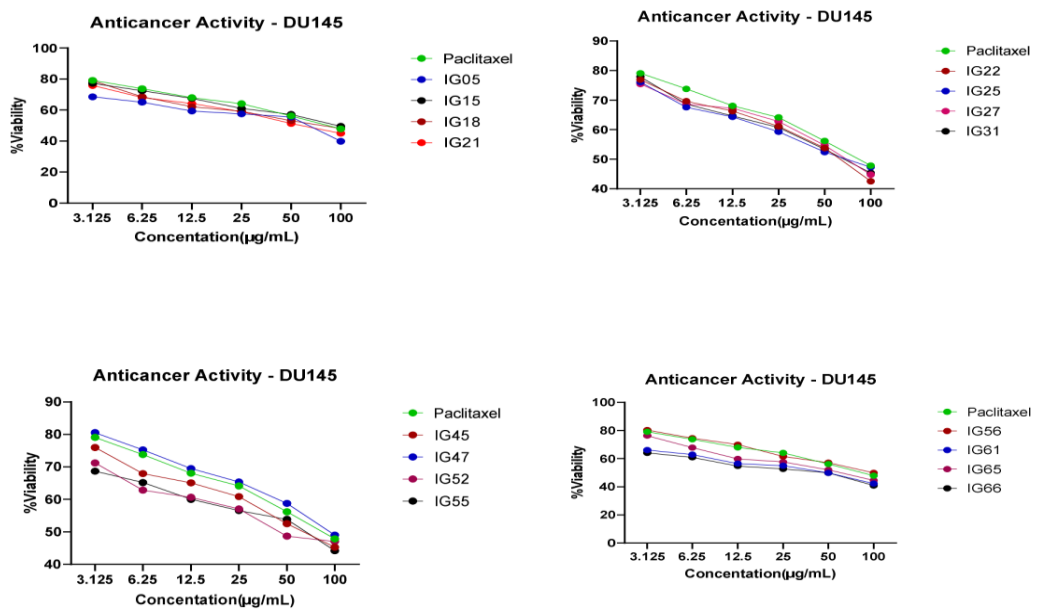 Anticancer Activity - DU145
%Viability
100
80
60
40
20
0
3.125 6.25 12.5 25 50 100
Concentation(µg/mL)
Paclitaxel
IG05
IG15
IG18
IG21
Anticancer Activity - DU145
%Viability
90
80
70
60
50
40
3.125 6.25 12.5 25 50 100
Concentation(µg/mL)
Paclitaxel
IG22
IG25
IG27
IG31
Anticancer Activity - DU145
%Viability
90
80
70
60
50
40
3.125 6.25 12.5 25 50 100
Concentation(µg/mL)
Paclitaxel
IG45
IG47
IG52
IG55
Anticancer Activity - DU145
%Viability
100
80
60
40
20
0
3.125 6.25 12.5 25 50 100
Concentation(µg/mL)
Paclitaxel
IG56
IG61
IG65
IG66